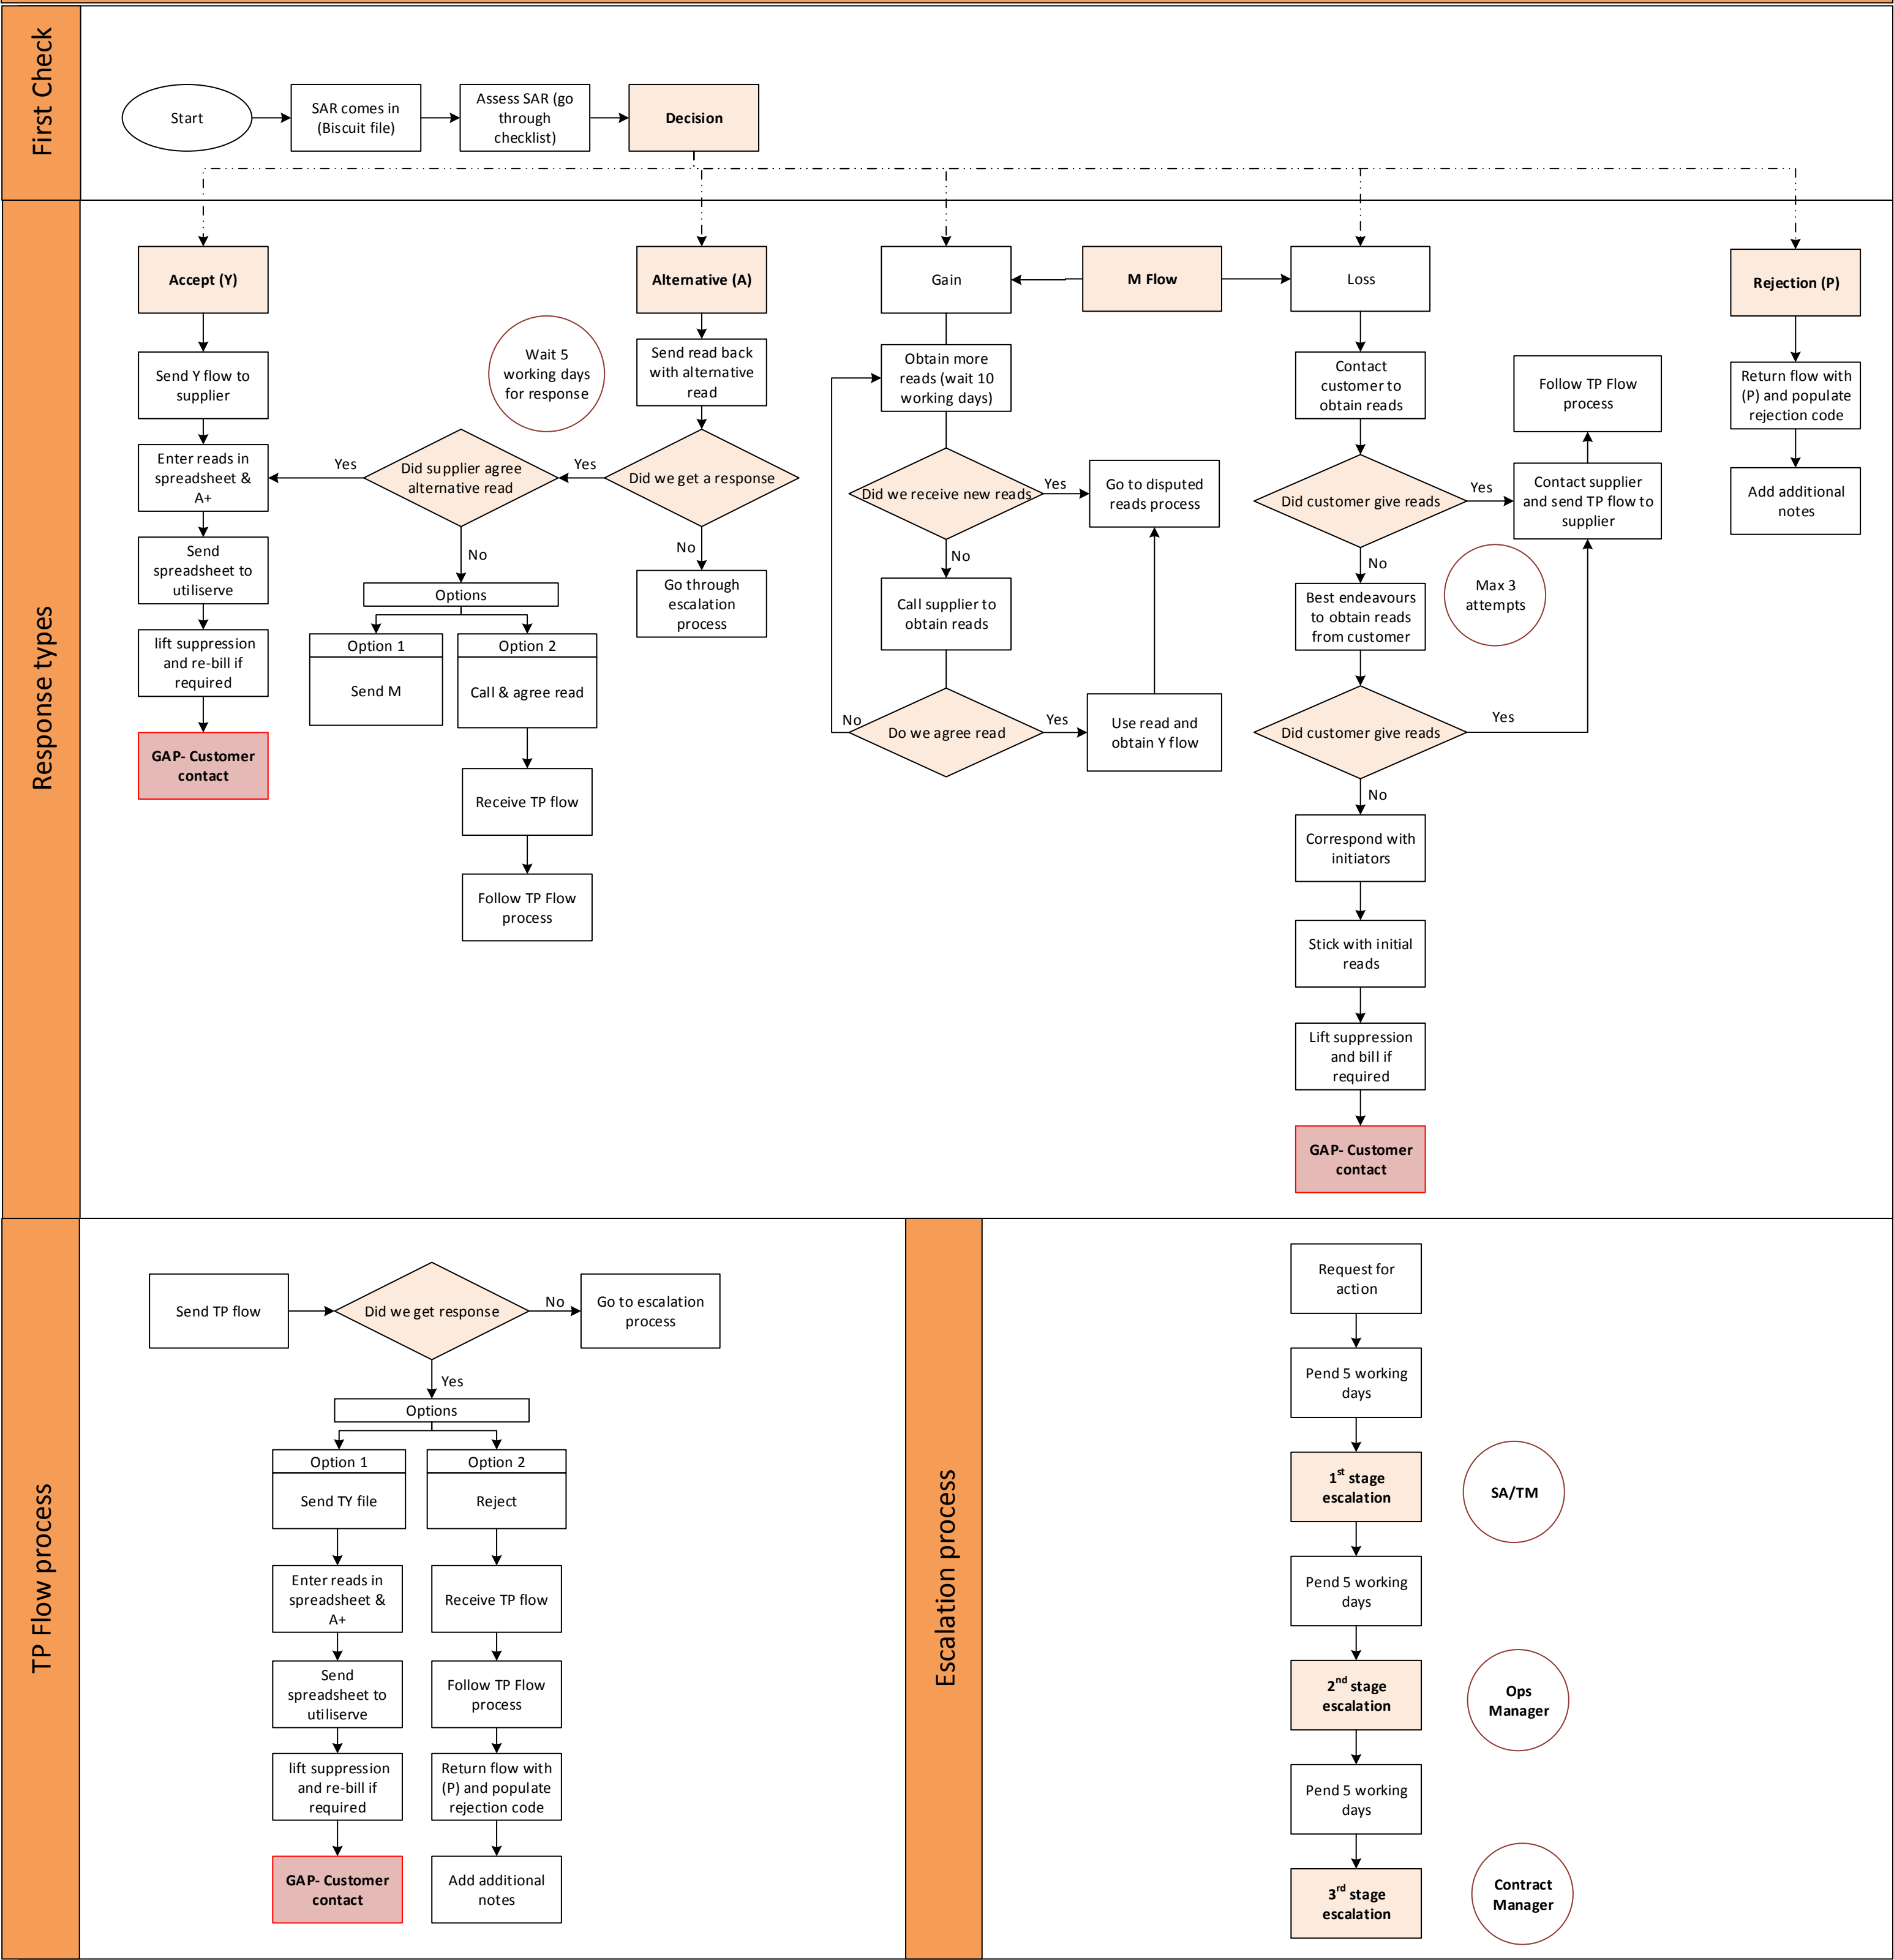 First Check
Start
SAR comes in
(Biscuit file)
Assess SAR (go
through
checklist)
Decision
Response types
Accept (Y)
Send Y flow to
supplier
Enter reads in
spreadsheet &
A+
Send
spreadsheet to
utiliserve
lift suppression
and re-bill if
required
GAP- Customer
contact
Alternative (A)
Wait 5
working days
for response
Send read back
with alternative
read
Did we get a response
Yes
Did supplier agree
alternative read
Yes
No
No
Go through
escalation
process
Options
Option 1
Send M
Option 2
Call & agree read
Receive TP flow
Follow TP Flow
process
Gain
M Flow
Loss
Obtain more
reads (wait 10
working days)
Did we receive new reads
Yes
Go to disputed
reads process
No
Call supplier to
obtain reads
Do we agree read
No
Yes
Use read and
obtain Y flow
Contact
customer to
obtain reads
Did customer give reads
Yes
Contact supplier
and send TP flow to
supplier
Follow TP Flow
process
No
Max 3
attempts
Best endeavours
to obtain reads
from customer
Did customer give reads
Yes
No
Correspond with
initiators
Stick with initial
reads
Lift suppression
and bill if
required
GAP- Customer
contact
Rejection (P)
Return flow with
(P) and populate
rejection code
Add additional
notes
TP Flow process
Send TP flow
Did we get response
No
Go to escalation
process
Yes
Options
Option 1
Send TY file
Enter reads in
spreadsheet &
A+
Send
spreadsheet to
utiliserve
lift suppression
and re-bill if
required
GAP- Customer
contact
Option 2
Reject
Receive TP flow
Follow TP Flow
process
Return flow with
(P) and populate
rejection code
Add additional
notes
Escalation process
Request for
action
Pend 5 working
days
1st stage
escalation
SA/TM
Pend 5 working
days
2nd stage
escalation
Ops
Manager
Pend 5 working
days
3rd stage
escalation
Contract
Manager